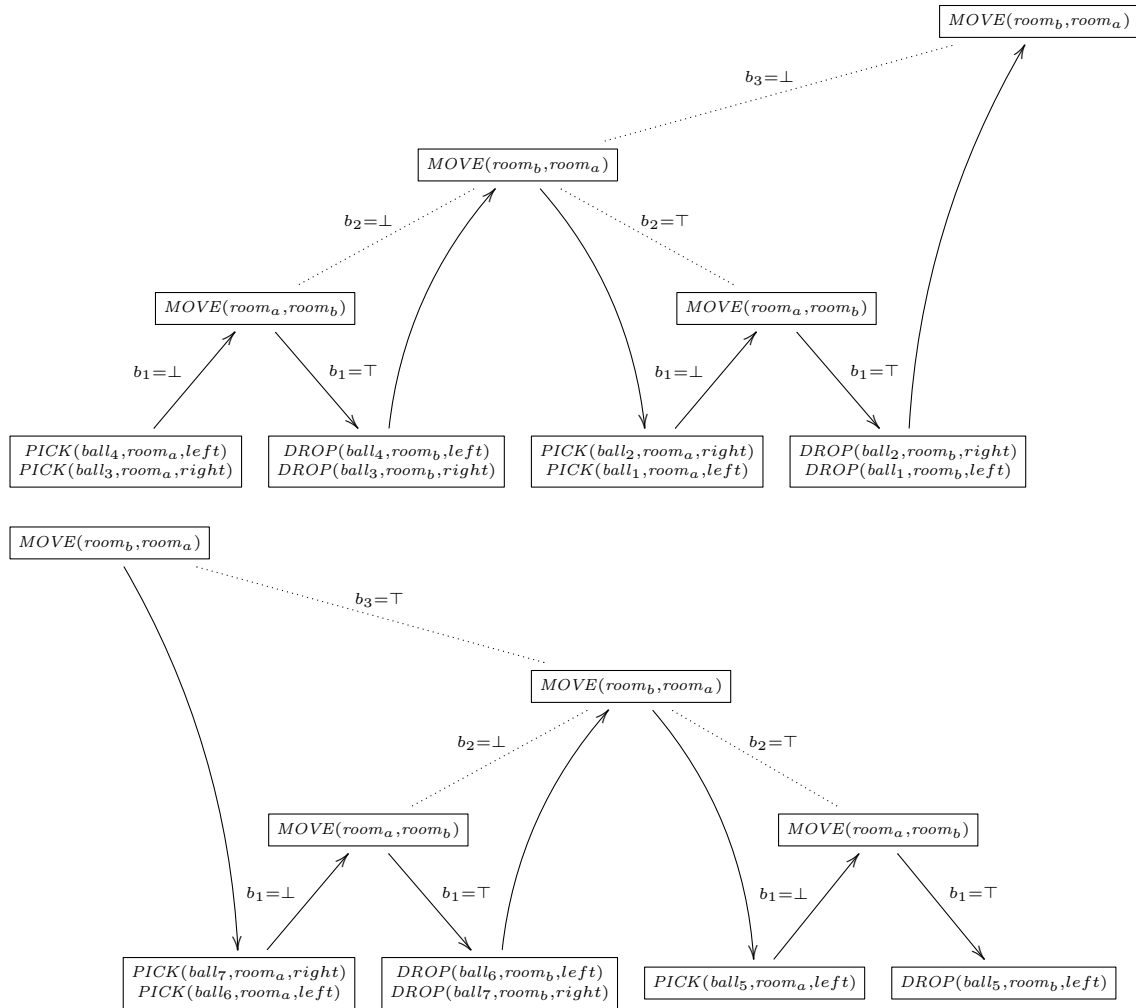 MOVE(room_b,room_a)
b_3=⊥
MOVE(room_b,room_a)
b_2=⊥
b_2=⊤
MOVE(room_a,room_b)
MOVE(room_a,room_b)
b_1=⊥
b_1=⊤
b_1=⊥
b_1=⊤
PICK(ball_4,room_a,left)
PICK(ball_3,room_a,right)
DROP(ball_4,room_b,left)
DROP(ball_3,room_b,right)
PICK(ball_2,room_a,right)
PICK(ball_1,room_a,left)
DROP(ball_2,room_b,right)
DROP(ball_1,room_b,left)
MOVE(room_b,room_a)
b_3=⊤
MOVE(room_b,room_a)
b_2=⊥
b_2=⊤
MOVE(room_a,room_b)
MOVE(room_a,room_b)
b_1=⊥
b_1=⊤
b_1=⊥
b_1=⊤
PICK(ball_7,room_a,right)
PICK(ball_6,room_a,left)
DROP(ball_6,room_b,left)
DROP(ball_7,room_b,right)
PICK(ball_5,room_a,left)
DROP(ball_5,room_b,left)